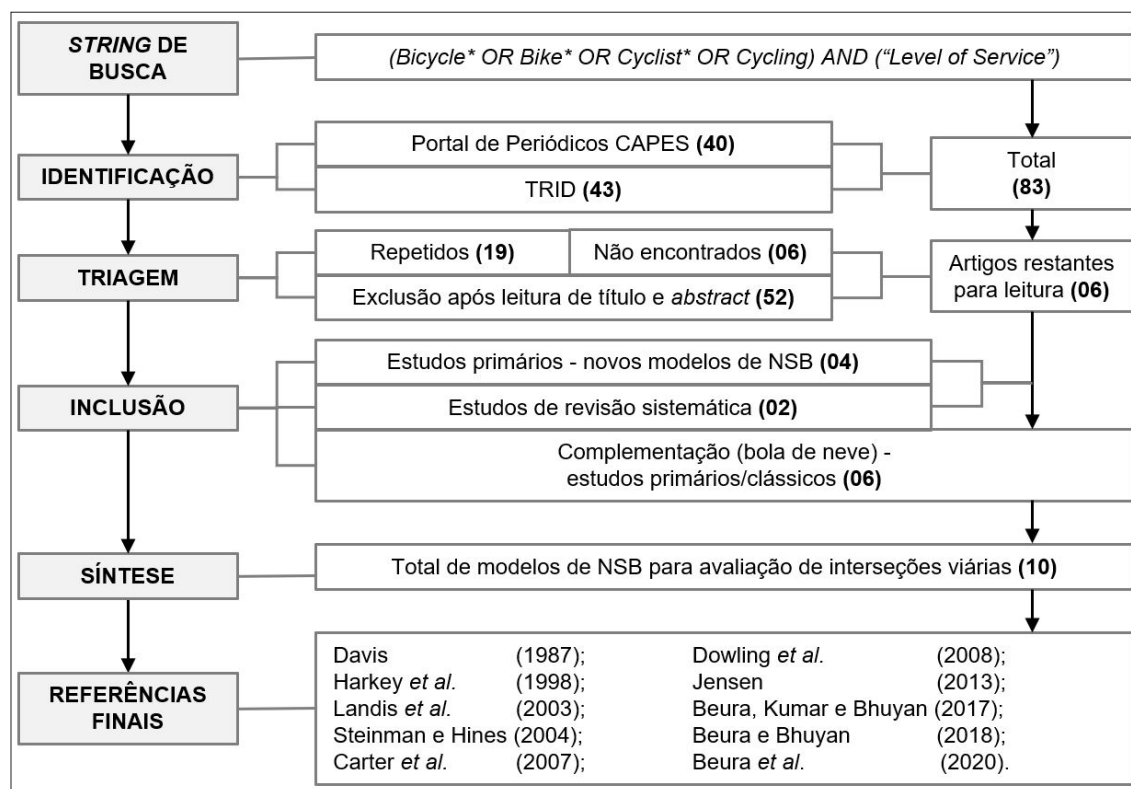 STRING DE
BUSCA
(Bicycle* OR Bike* OR Cyclist* OR Cycling) AND (“Level of Service”)
IDENTIFICAÇÃO
Portal de Periódicos CAPES (40)
TRID (43)
Total
(83)
TRIAGEM
Repetidos (19)
Não encontrados (06)
Exclusão após leitura de título e abstract (52)
Artigos restantes
para leitura (06)
INCLUSÃO
Estudos primários - novos modelos de NSB (04)
Estudos de revisão sistemática (02)
Complementação (bola de neve) -
estudos primários/clássicos (06)
SÍNTESE
Total de modelos de NSB para avaliação de interseções viárias (10)
REFERÊNCIAS
FINAIS
Davis (1987);
Harkey et al. (1998);
Landis et al. (2003);
Steinman e Hines (2004);
Carter et al. (2007);
Dowling et al. (2008);
Jensen (2013);
Beura, Kumar e Bhuyan (2017);
Beura e Bhuyan (2018);
Beura et al. (2020).